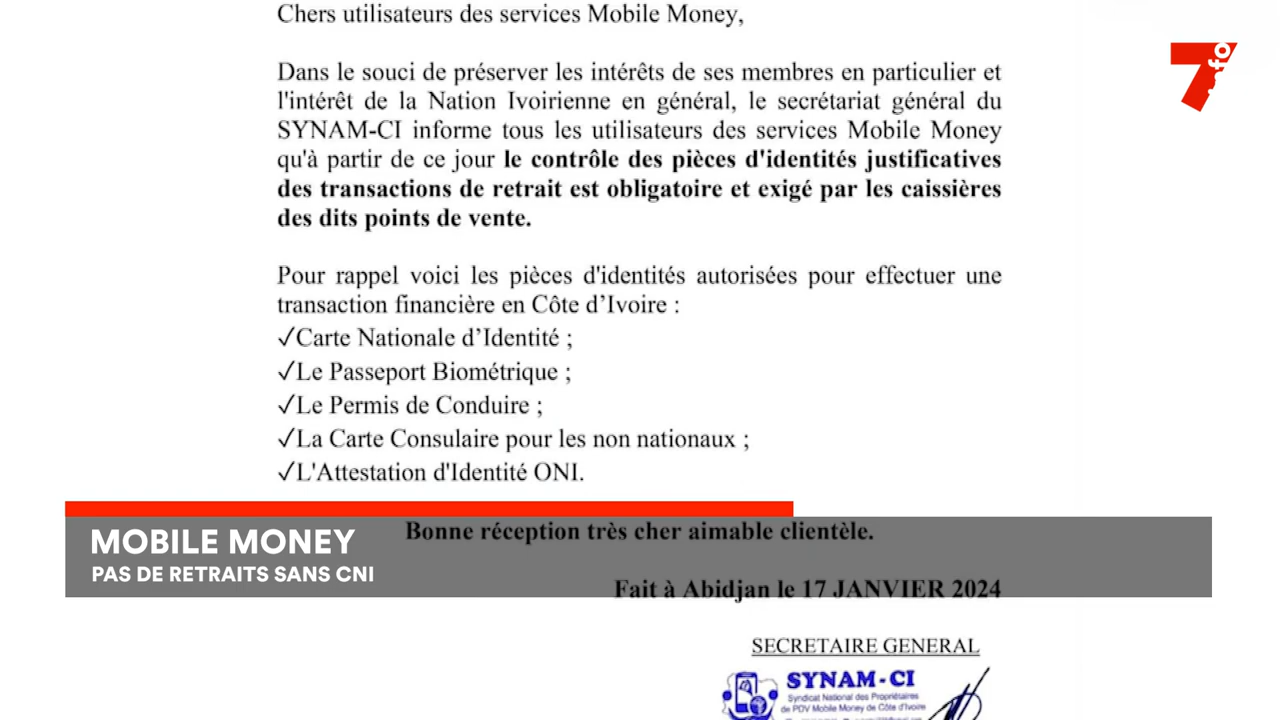 Chers utilisateurs des services Mobile Money,
7
Dans le souci de préserver les intérêts de ses membres en particulier et
l'intérêt de la Nation Ivoirienne en général, le secrétariat général du
SYNAM-CI informe tous les utilisateurs des services Mobile Money
qu'à partir de ce jour le contrôle des pièces d'identités justificatives
des transactions de retrait est obligatoire et exigé par les caissières
des dits points de vente.
Pour rappel voici les pièces d'identités autorisées pour effectuer une
transaction financière en Côte d’Ivoire :
✓Carte Nationale d’Identité ;
✓Le Passeport Biométrique ;
✓Le Permis de Conduire ;
✓La Carte Consulaire pour les non nationaux ;
✓L'Attestation d'Identité ONI.
Bonne réception très cher aimable clientèle.
MOBILE MONEY
PAS DE RETRAITS SANS CNI
Fait à Abidjan le 17 JANVIER 2024
SECRETAIRE GENERAL
SYNAM-CI
Syndicat National des Propriétaires
de PDV Mobile Money de Côte d'Ivoire